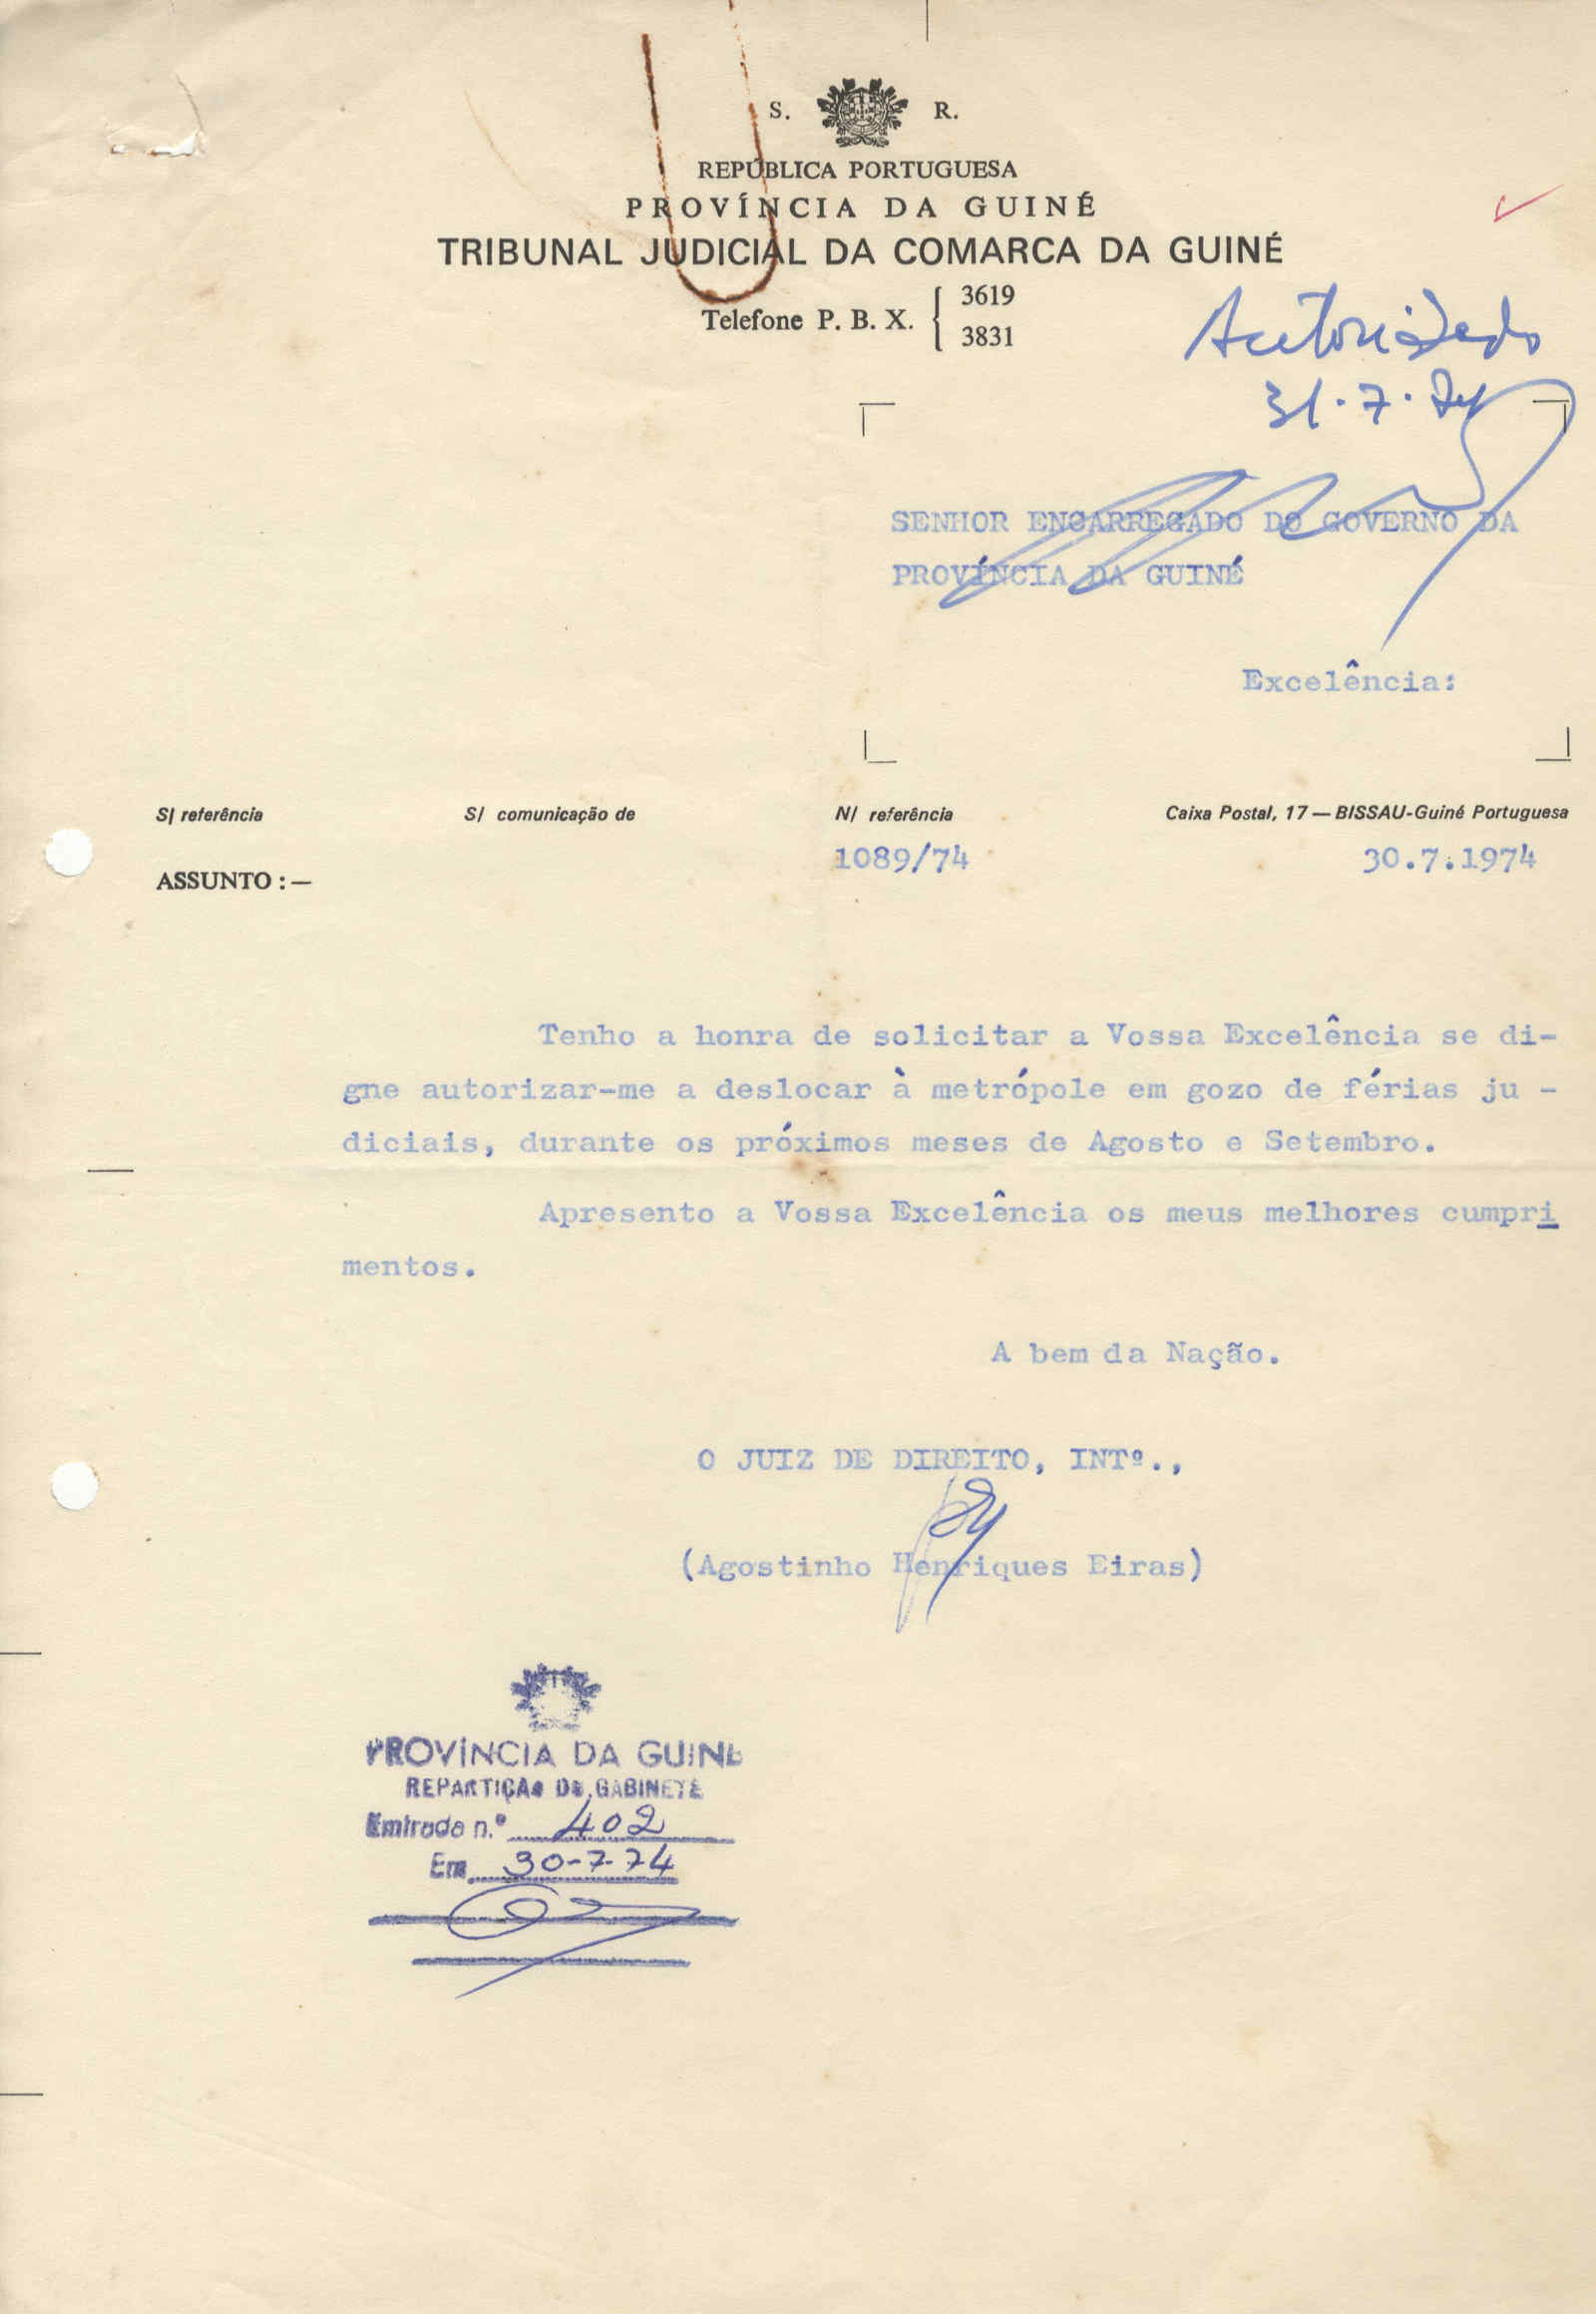 S. R.
REPÚBLICA PORTUGUESA
PROVÍNCIA DA GUINÉ
TRIBUNAL JUDICIAL DA COMARCA DA GUINÉ
Telefone P. B. X. { 3619
3831
Autorizado
31.7.74
SENHOR ENCARREGADO DO GOVERNO DA
PROVÍNCIA DA GUINÉ
Excelência:
S/ referência S/ comunicação de N/ referência Caixa Postal, 17 — BISSAU-Guiné Portuguesa
1089/74 30.7.1974
ASSUNTO : —
Tenho a honra de solicitar a Vossa Excelência se di-
gne autorizar-me a deslocar à metrópole em gozo de férias ju -
diciais, durante os próximos meses de Agosto e Setembro.
Apresento a Vossa Excelência os meus melhores cumpri
mentos.
A bem da Nação.
O JUIZ DE DIREITO, INTº.,
(Agostinho Henriques Eiras)
PROVÍNCIA DA GUINÉ
REPARTIÇÃO DE GABINETE
Entrada n.º 402
Em 30-7-74